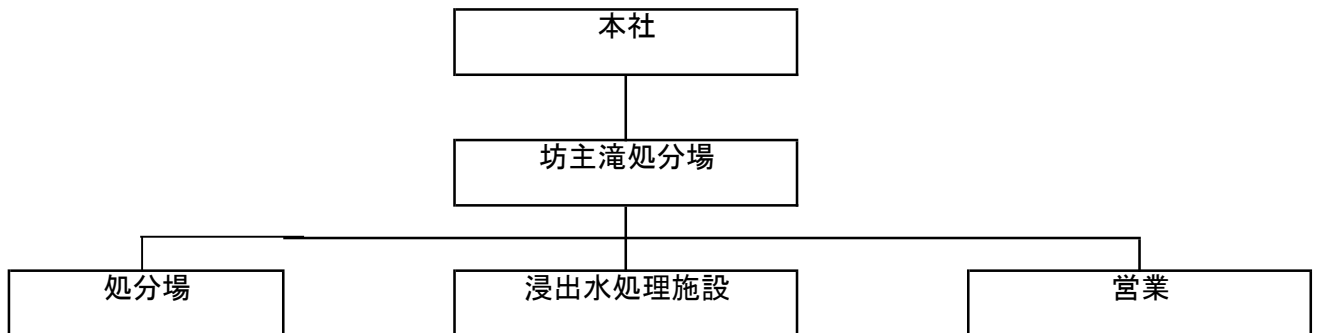 本社
坊主滝処分場
処分場
浸出水処理施設
営業